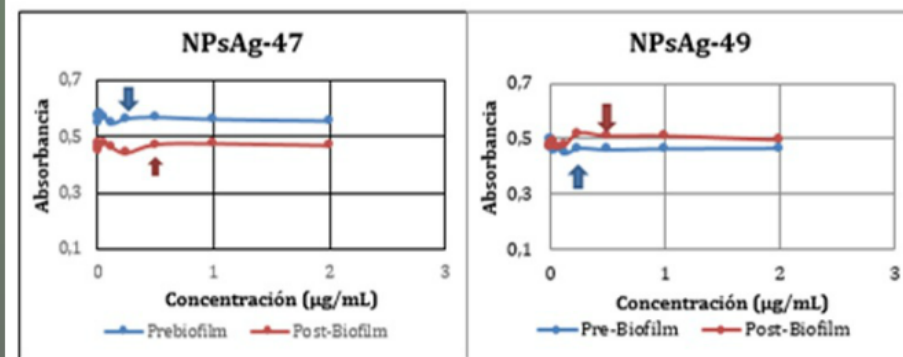 NPsAg-47
0,7
0,5
0,3
0,1
Absorbancia
0 1 2 3
Concentración (µg/mL)
Prebiofilm Post-Biofilm
NPsAg-49
0,7
0,5
0,3
0,1
Absorbancia
0 1 2 3
Concentración (µg/mL)
Pre-Biofilm Post-Biofilm